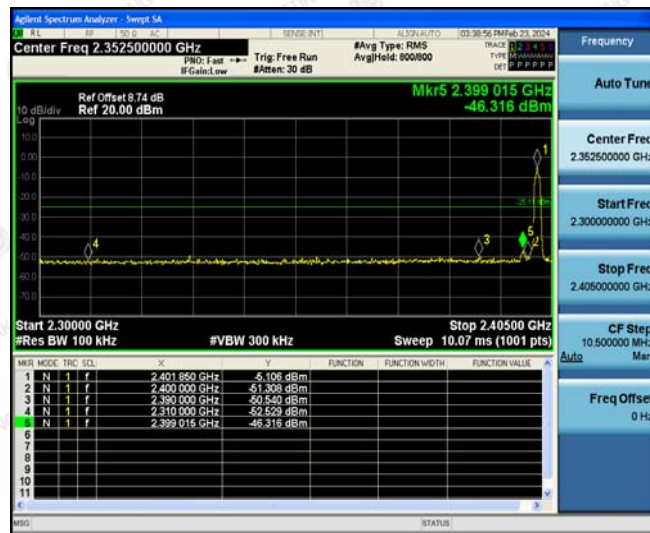 Agilent Spectrum Analyzer - Swept SA
RL RF 50 Ω AC SENSE:INT ALIGNAUTO 03:38:56 PM Feb 23, 2024
Center Freq 2.352500000 GHz
PNO: Fast
IFGain:Low
Trig: Free Run
#Atten: 30 dB
#Avg Type: RMS
Avg|Hold: 800/800
TRACE 1 2 3 4 5 6
TYPE M
DET P P P P P P
Frequency
Ref Offset 8.74 dB
10 dB/div Ref 20.00 dBm
Log
Mkr5 2.399 015 GHz
-46.316 dBm
10.0
0.00
-10.0
-20.0
-30.0
-40.0
-50.0
-60.0
-70.0
1
4
3
5
2
Start 2.30000 GHz
Stop 2.40500 GHz
#Res BW 100 kHz
#VBW 300 kHz
Sweep 10.07 ms (1001 pts)
MKR MODE TRC SCL X Y FUNCTION FUNCTION WIDTH FUNCTION VALUE
1 N 1 f 2.401 850 GHz -5.106 dBm
2 N 1 f 2.400 000 GHz -51.308 dBm
3 N 1 f 2.390 000 GHz -50.540 dBm
4 N 1 f 2.310 000 GHz -52.529 dBm
5 N 1 f 2.399 015 GHz -46.316 dBm
6
7
8
9
10
11
MSG
STATUS
Auto Tune
Center Freq
2.352500000 GHz
Start Freq
2.300000000 GHz
Stop Freq
2.405000000 GHz
CF Step
10.500000 MHz
Auto Man
Freq Offset
0 Hz